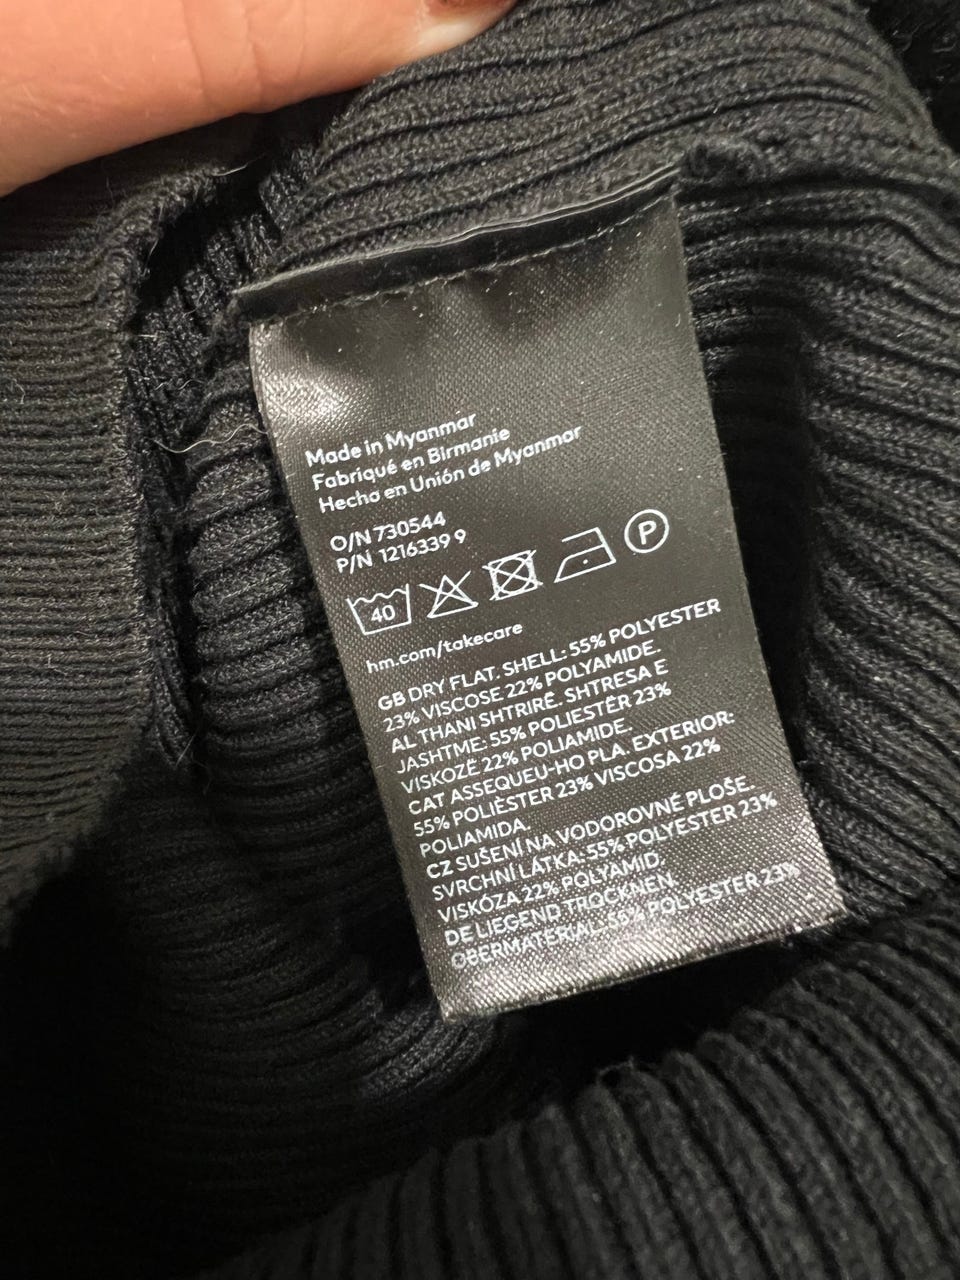 Made in Myanmar
Fabriqué en Birmanie
Hecho en Unión de Myanmar
O/N 730544
P/N 1216339 9
40 P
hm.com/takecare
GB DRY FLAT. SHELL: 55% POLYESTER
23% VISCOSE 22% POLYAMIDE.
AL THANI SHTRIRË. SHTRESA E
JASHTME: 55% POLIESTËR 23%
VISKOZË 22% POLIAMIDE.
CAT ASSEQUEU-HO PLA. EXTERIOR:
55% POLIÈSTER 23% VISCOSA 22%
POLIAMIDA.
CZ SUŠENÍ NA VODOROVNÉ PLOŠE.
SVRCHNÍ LÁTKA: 55% POLYESTER 23%
VISKÓZA 22% POLYAMID.
DE LIEGEND TROCKNEN.
OBERMATERIAL: 55% POLYESTER 23%